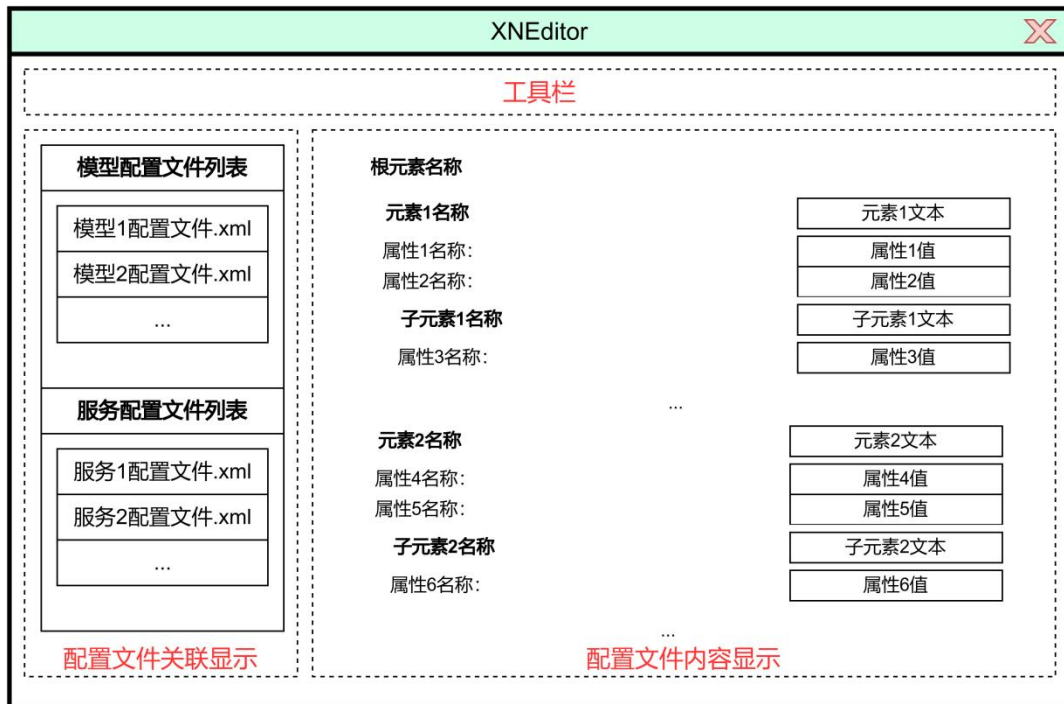 XNEditor
工具栏
模型配置文件列表
模型1配置文件.xml
模型2配置文件.xml
...
服务配置文件列表
服务1配置文件.xml
服务2配置文件.xml
...
配置文件关联显示
根元素名称
元素1名称 元素1文本
属性1名称: 属性1值
属性2名称: 属性2值
子元素1名称 子元素1文本
属性3名称: 属性3值
...
元素2名称 元素2文本
属性4名称: 属性4值
属性5名称: 属性5值
子元素2名称 子元素2文本
属性6名称: 属性6值
...
配置文件内容显示